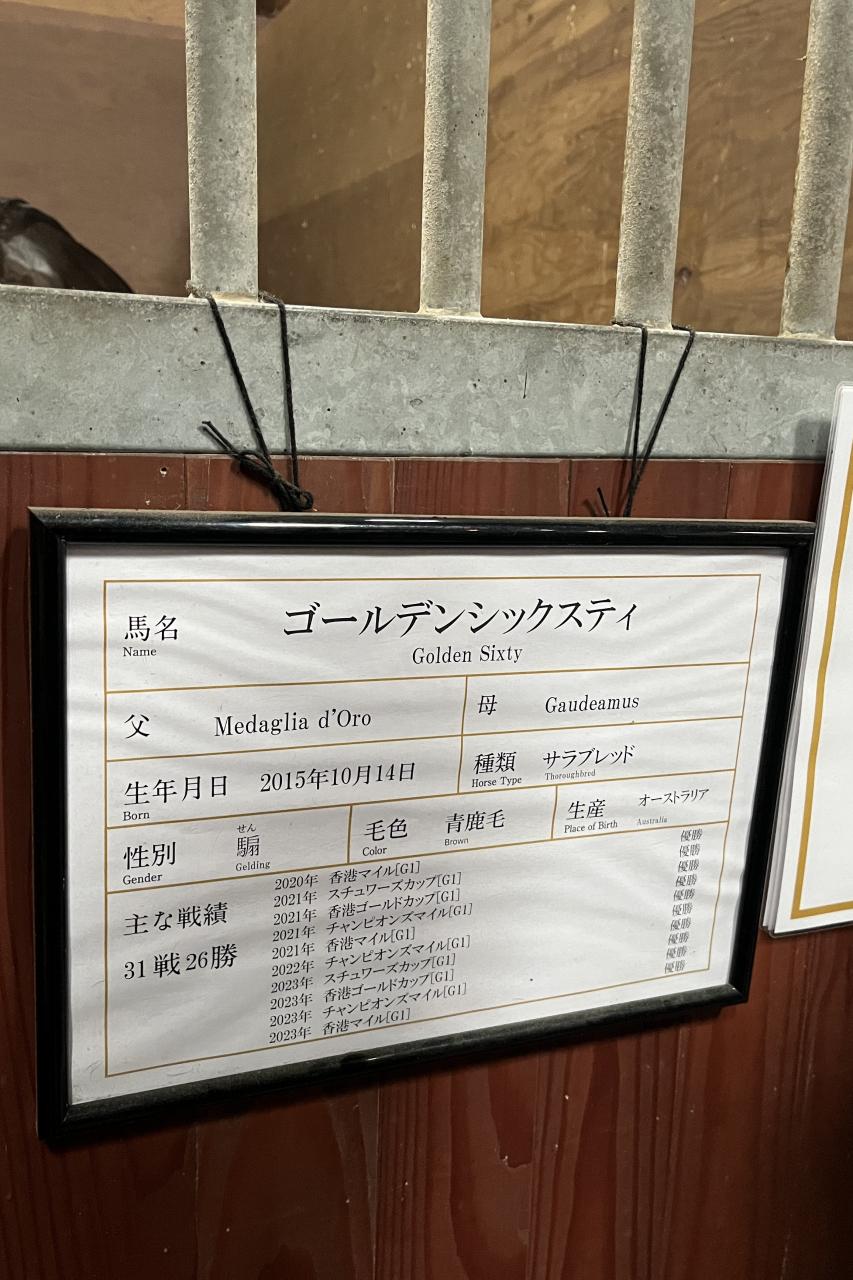 馬名 ゴールデンシックスティ
Name Golden Sixty
父 Medaglia d'Oro 母 Gaudeamus
生年月日 2015年10月14日 種類 サラブレッド
Born Horse Type Thoroughbred
性別 せん 騸 毛色 青鹿毛 生産 オーストラリア
Gender Gelding Color Brown Place of Birth Australia
主な戦績
31戦26勝
2020年 香港マイル[G1] 優勝
2021年 スチュワーズカップ[G1] 優勝
2021年 香港ゴールドカップ[G1] 優勝
2021年 チャンピオンズマイル[G1] 優勝
2021年 香港マイル[G1] 優勝
2022年 チャンピオンズマイル[G1] 優勝
2023年 スチュワーズカップ[G1] 優勝
2023年 香港ゴールドカップ[G1] 優勝
2023年 チャンピオンズマイル[G1] 優勝
2023年 香港マイル[G1] 優勝